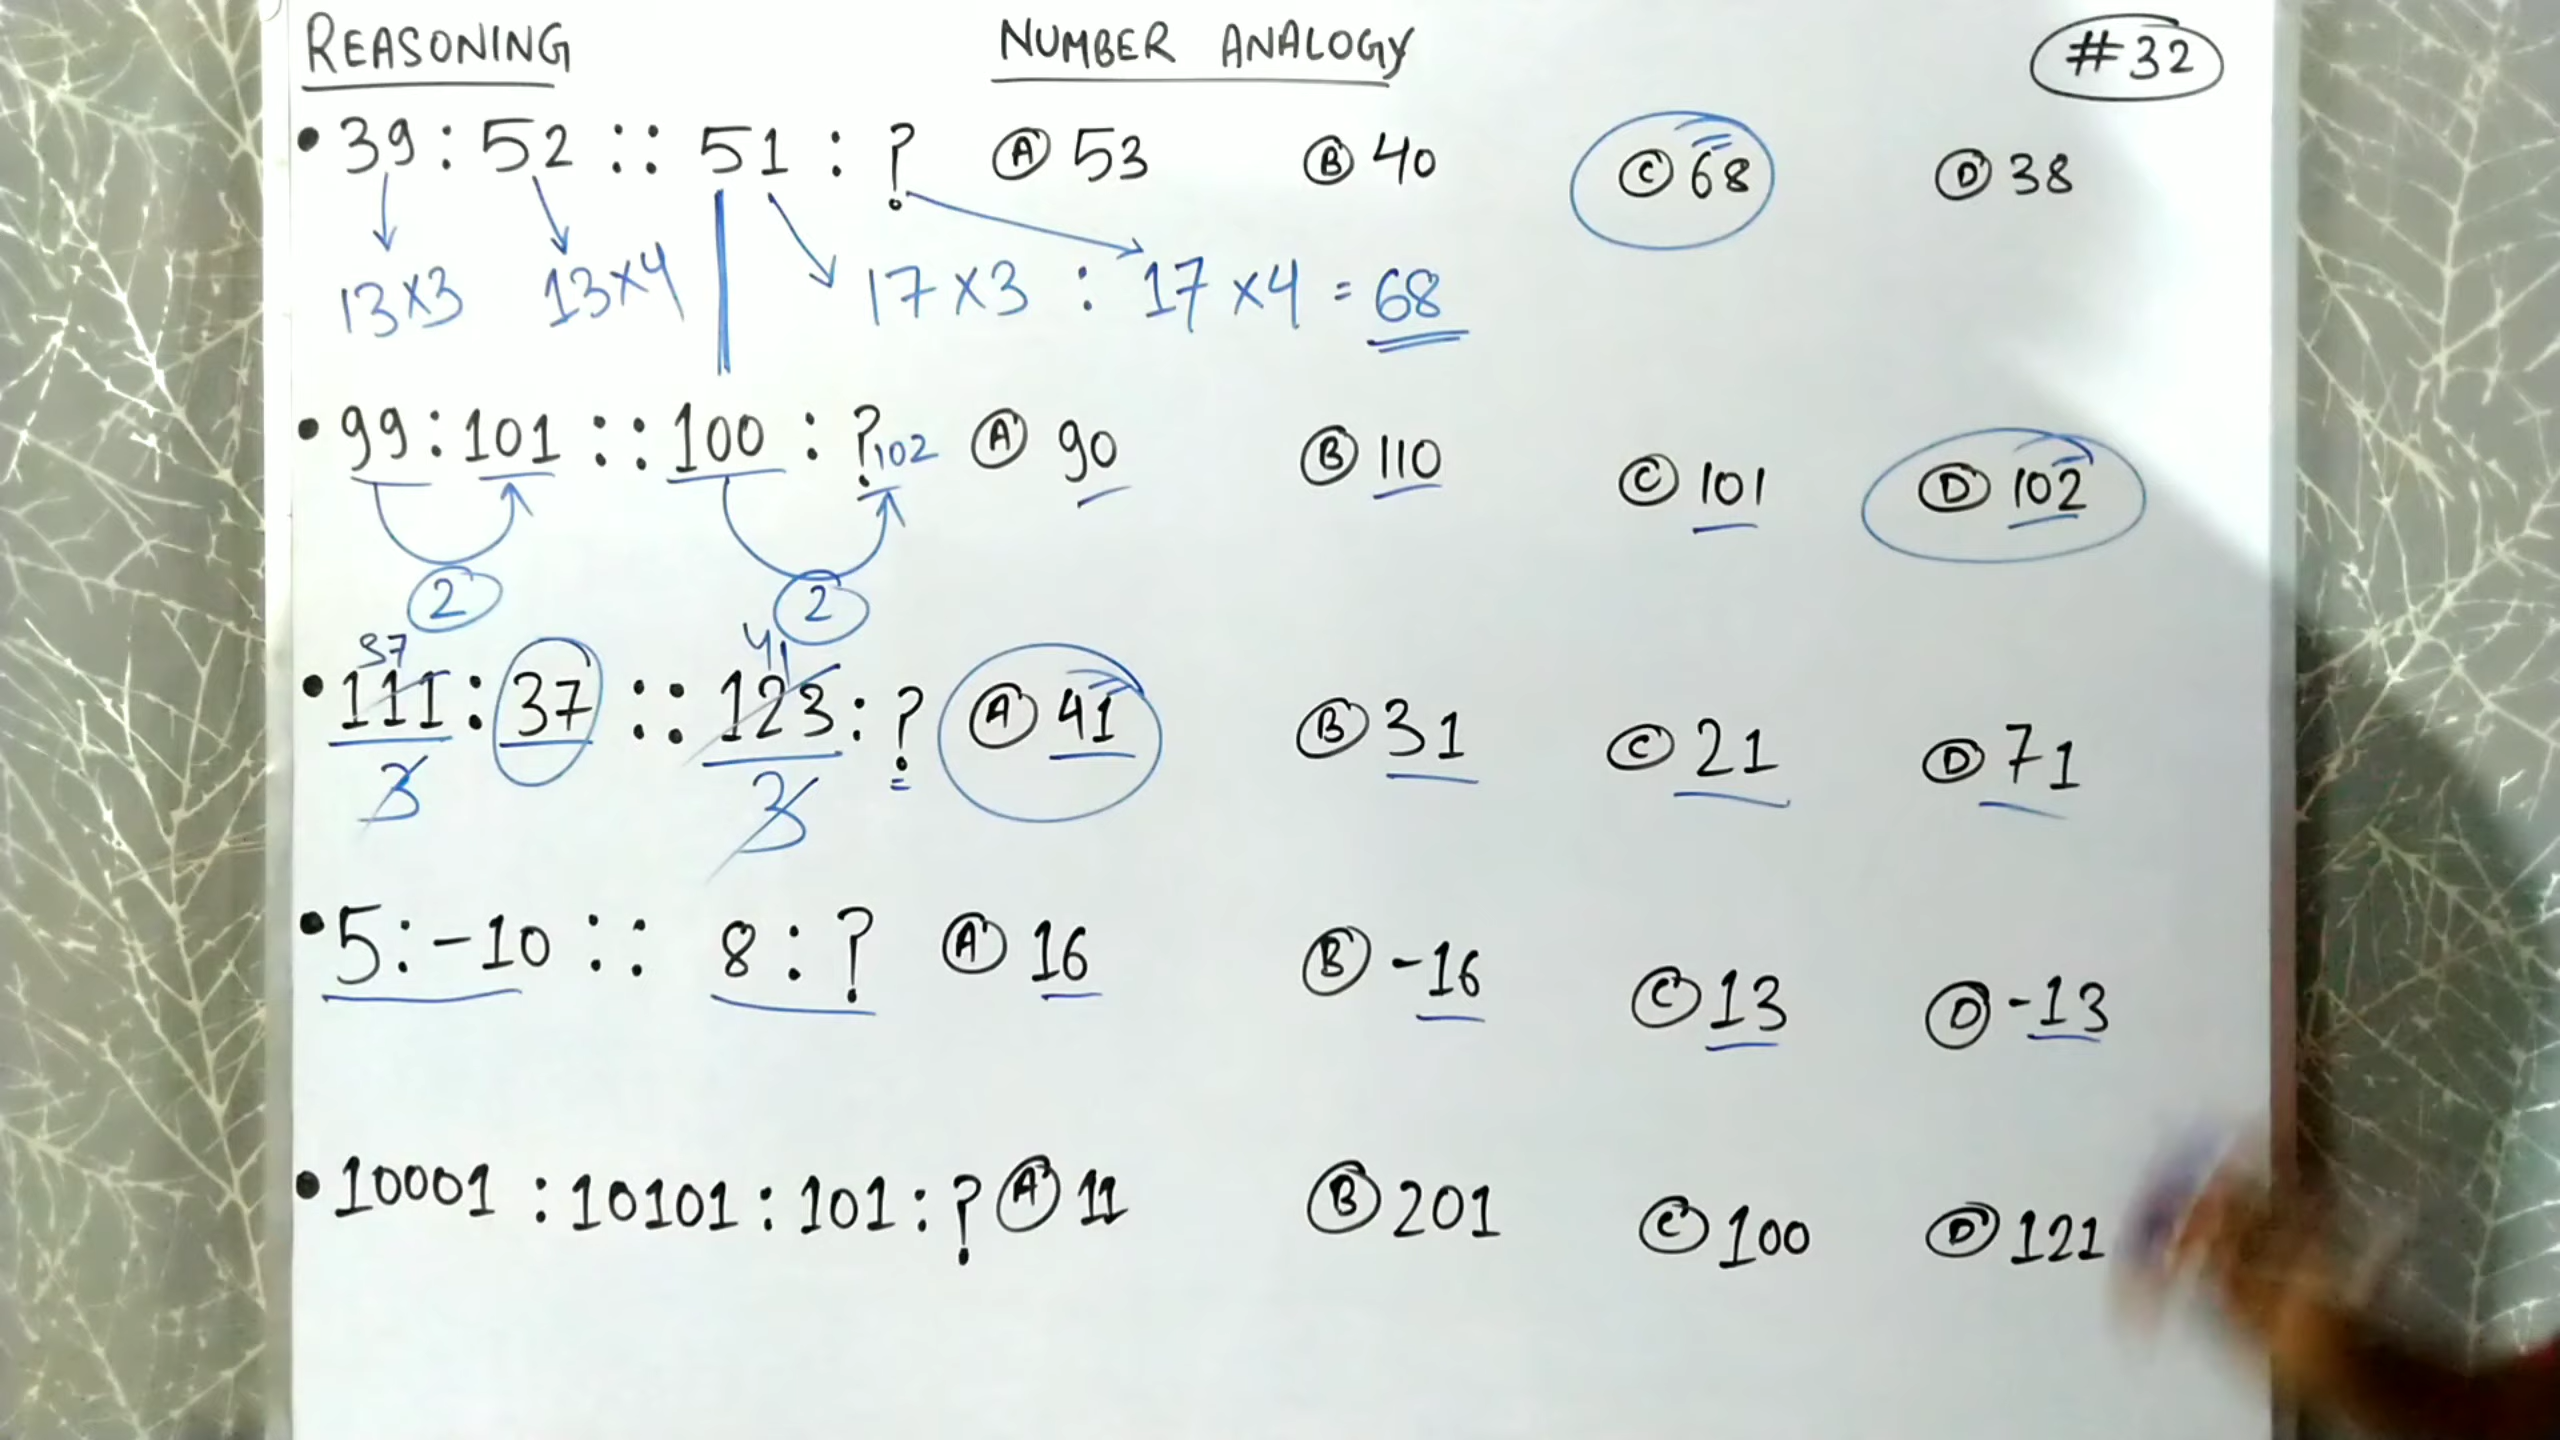 REASONING NUMBER ANALOGY #32
• 39 : 52 :: 51 : ? Ⓐ 53 Ⓑ 40 Ⓒ 68 Ⓓ 38
13×3 13×4 17×3 : 17×4 = 68
• 99 : 101 :: 100 : ? 102 Ⓐ 90 Ⓑ 110 Ⓒ 101 Ⓓ 102
2 2
37 41
• 111 : 37 :: 123 : ? Ⓐ 41 Ⓑ 31 Ⓒ 21 Ⓓ 71
3 3
• 5 : -10 :: 8 : ? Ⓐ 16 Ⓑ -16 Ⓒ 13 Ⓓ -13
• 10001 : 10101 : 101 : ? Ⓐ 11 Ⓑ 201 Ⓒ 100 Ⓓ 121